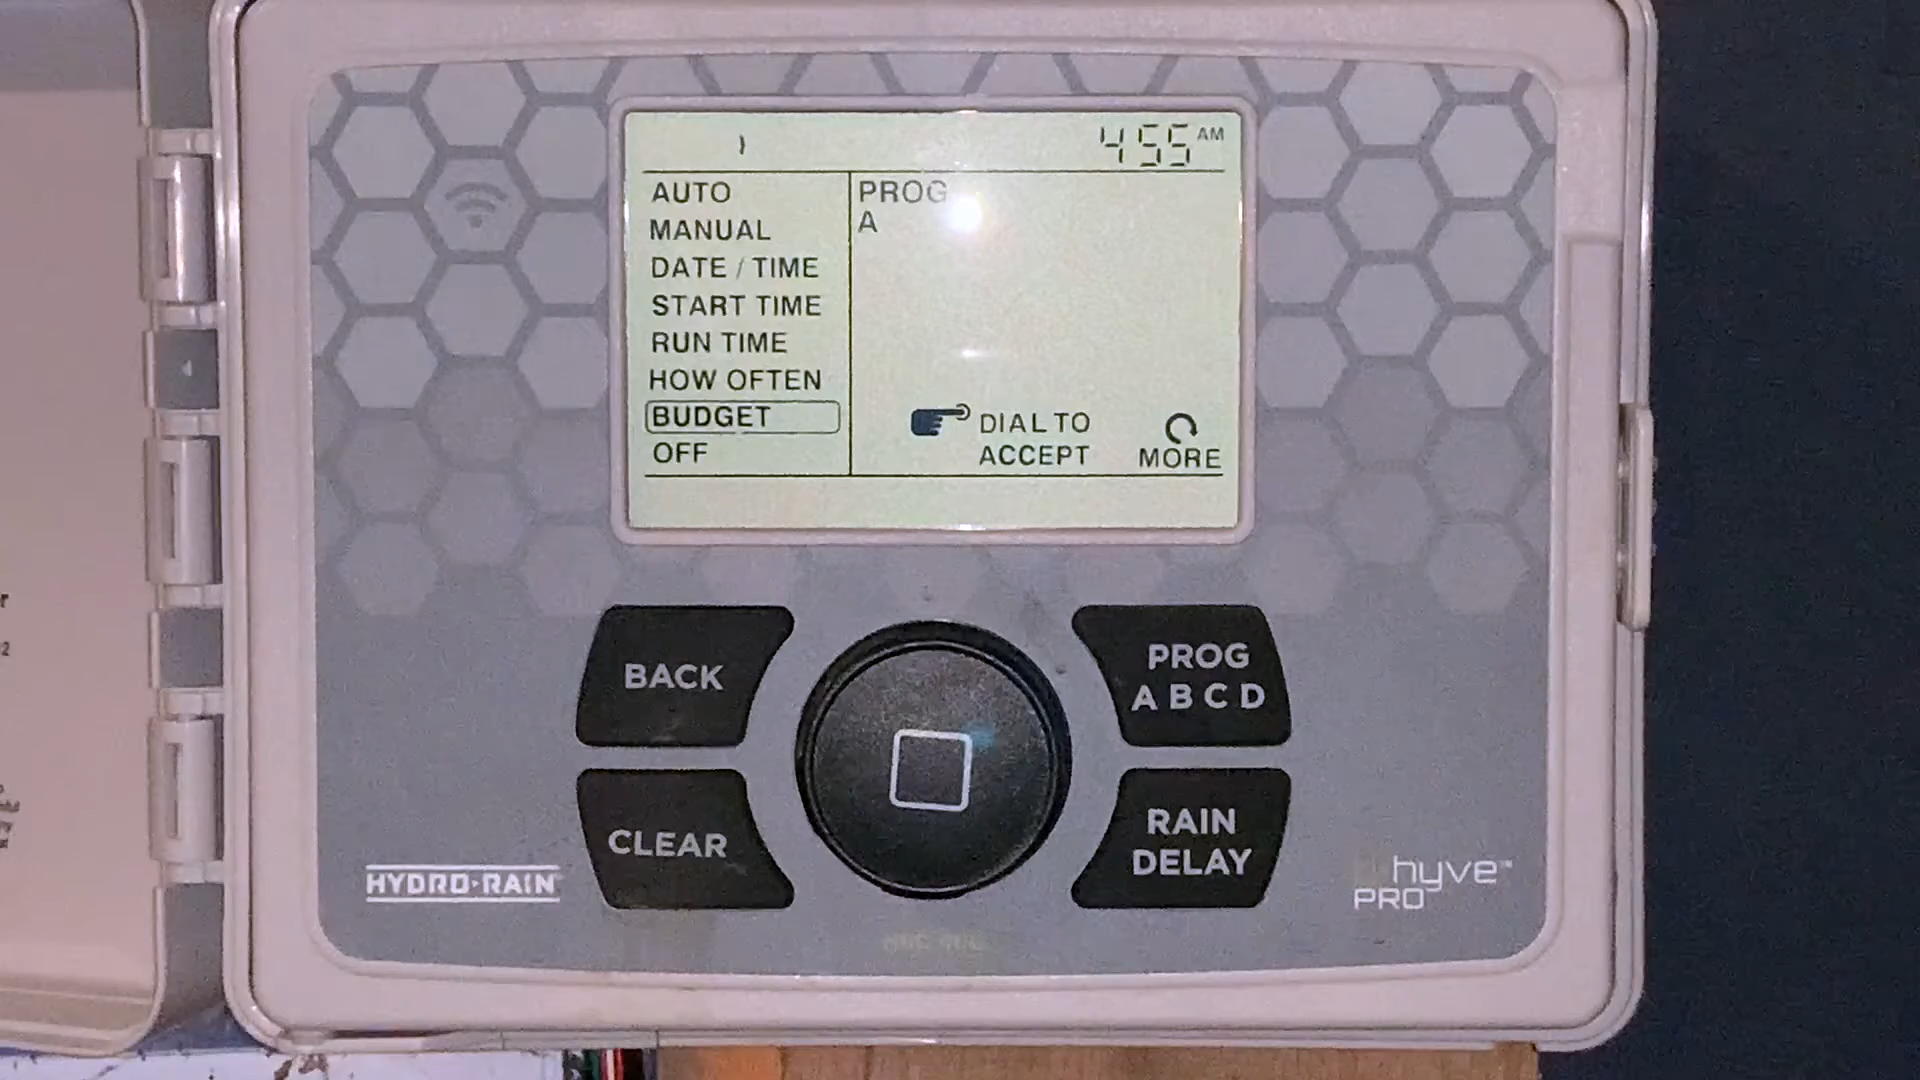 4 55 AM
AUTO
MANUAL
DATE / TIME
START TIME
RUN TIME
HOW OFTEN
BUDGET
OFF
PROG
A
DIAL TO
ACCEPT
MORE
BACK
PROG
A B C D
CLEAR
RAIN
DELAY
HYDRO-RAIN
hyve™
PRO